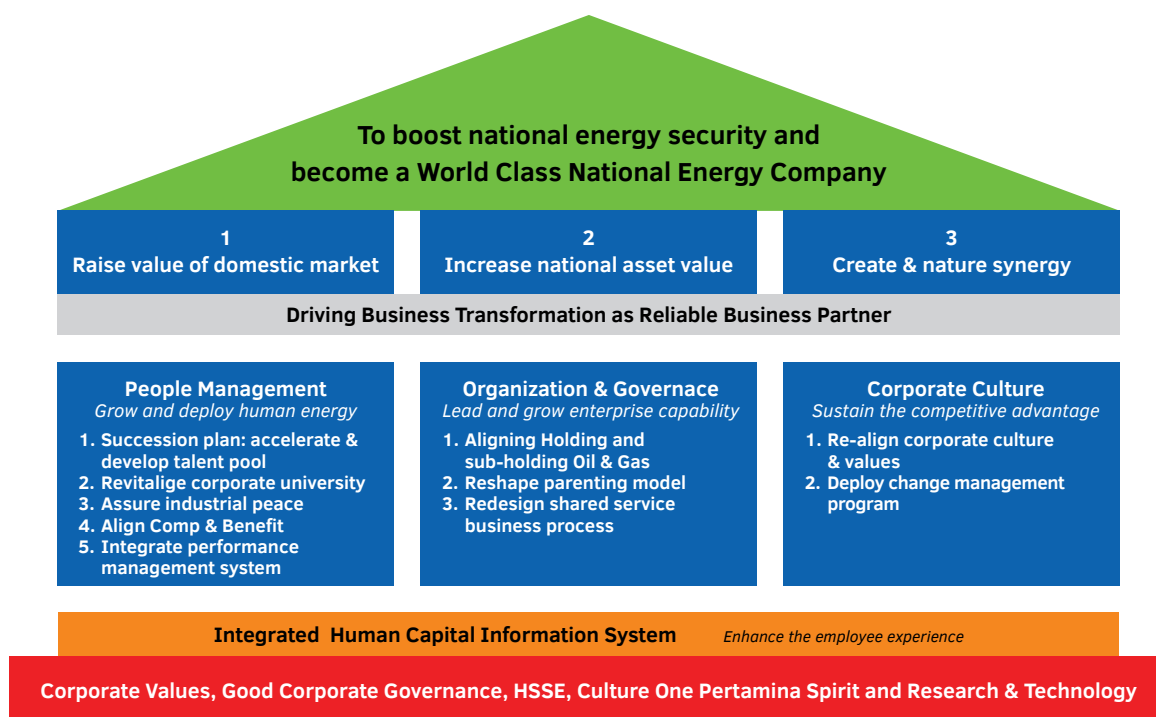 To boost national energy security and
become a World Class National Energy Company
1
Raise value of domestic market
2
Increase national asset value
3
Create & nature synergy
Driving Business Transformation as Reliable Business Partner
People Management
Grow and deploy human energy
1. Succession plan: accelerate &
develop talent pool
2. Revitalige corporate university
3. Assure industrial peace
4. Align Comp & Benefit
5. Integrate performance
management system
Organization & Governace
Lead and grow enterprise capability
1. Aligning Holding and
sub-holding Oil & Gas
2. Reshape parenting model
3. Redesign shared service
business process
Corporate Culture
Sustain the competitive advantage
1. Re-align corporate culture
& values
2. Deploy change management
program
Integrated Human Capital Information System Enhance the employee experience
Corporate Values, Good Corporate Governance, HSSE, Culture One Pertamina Spirit and Research & Technology